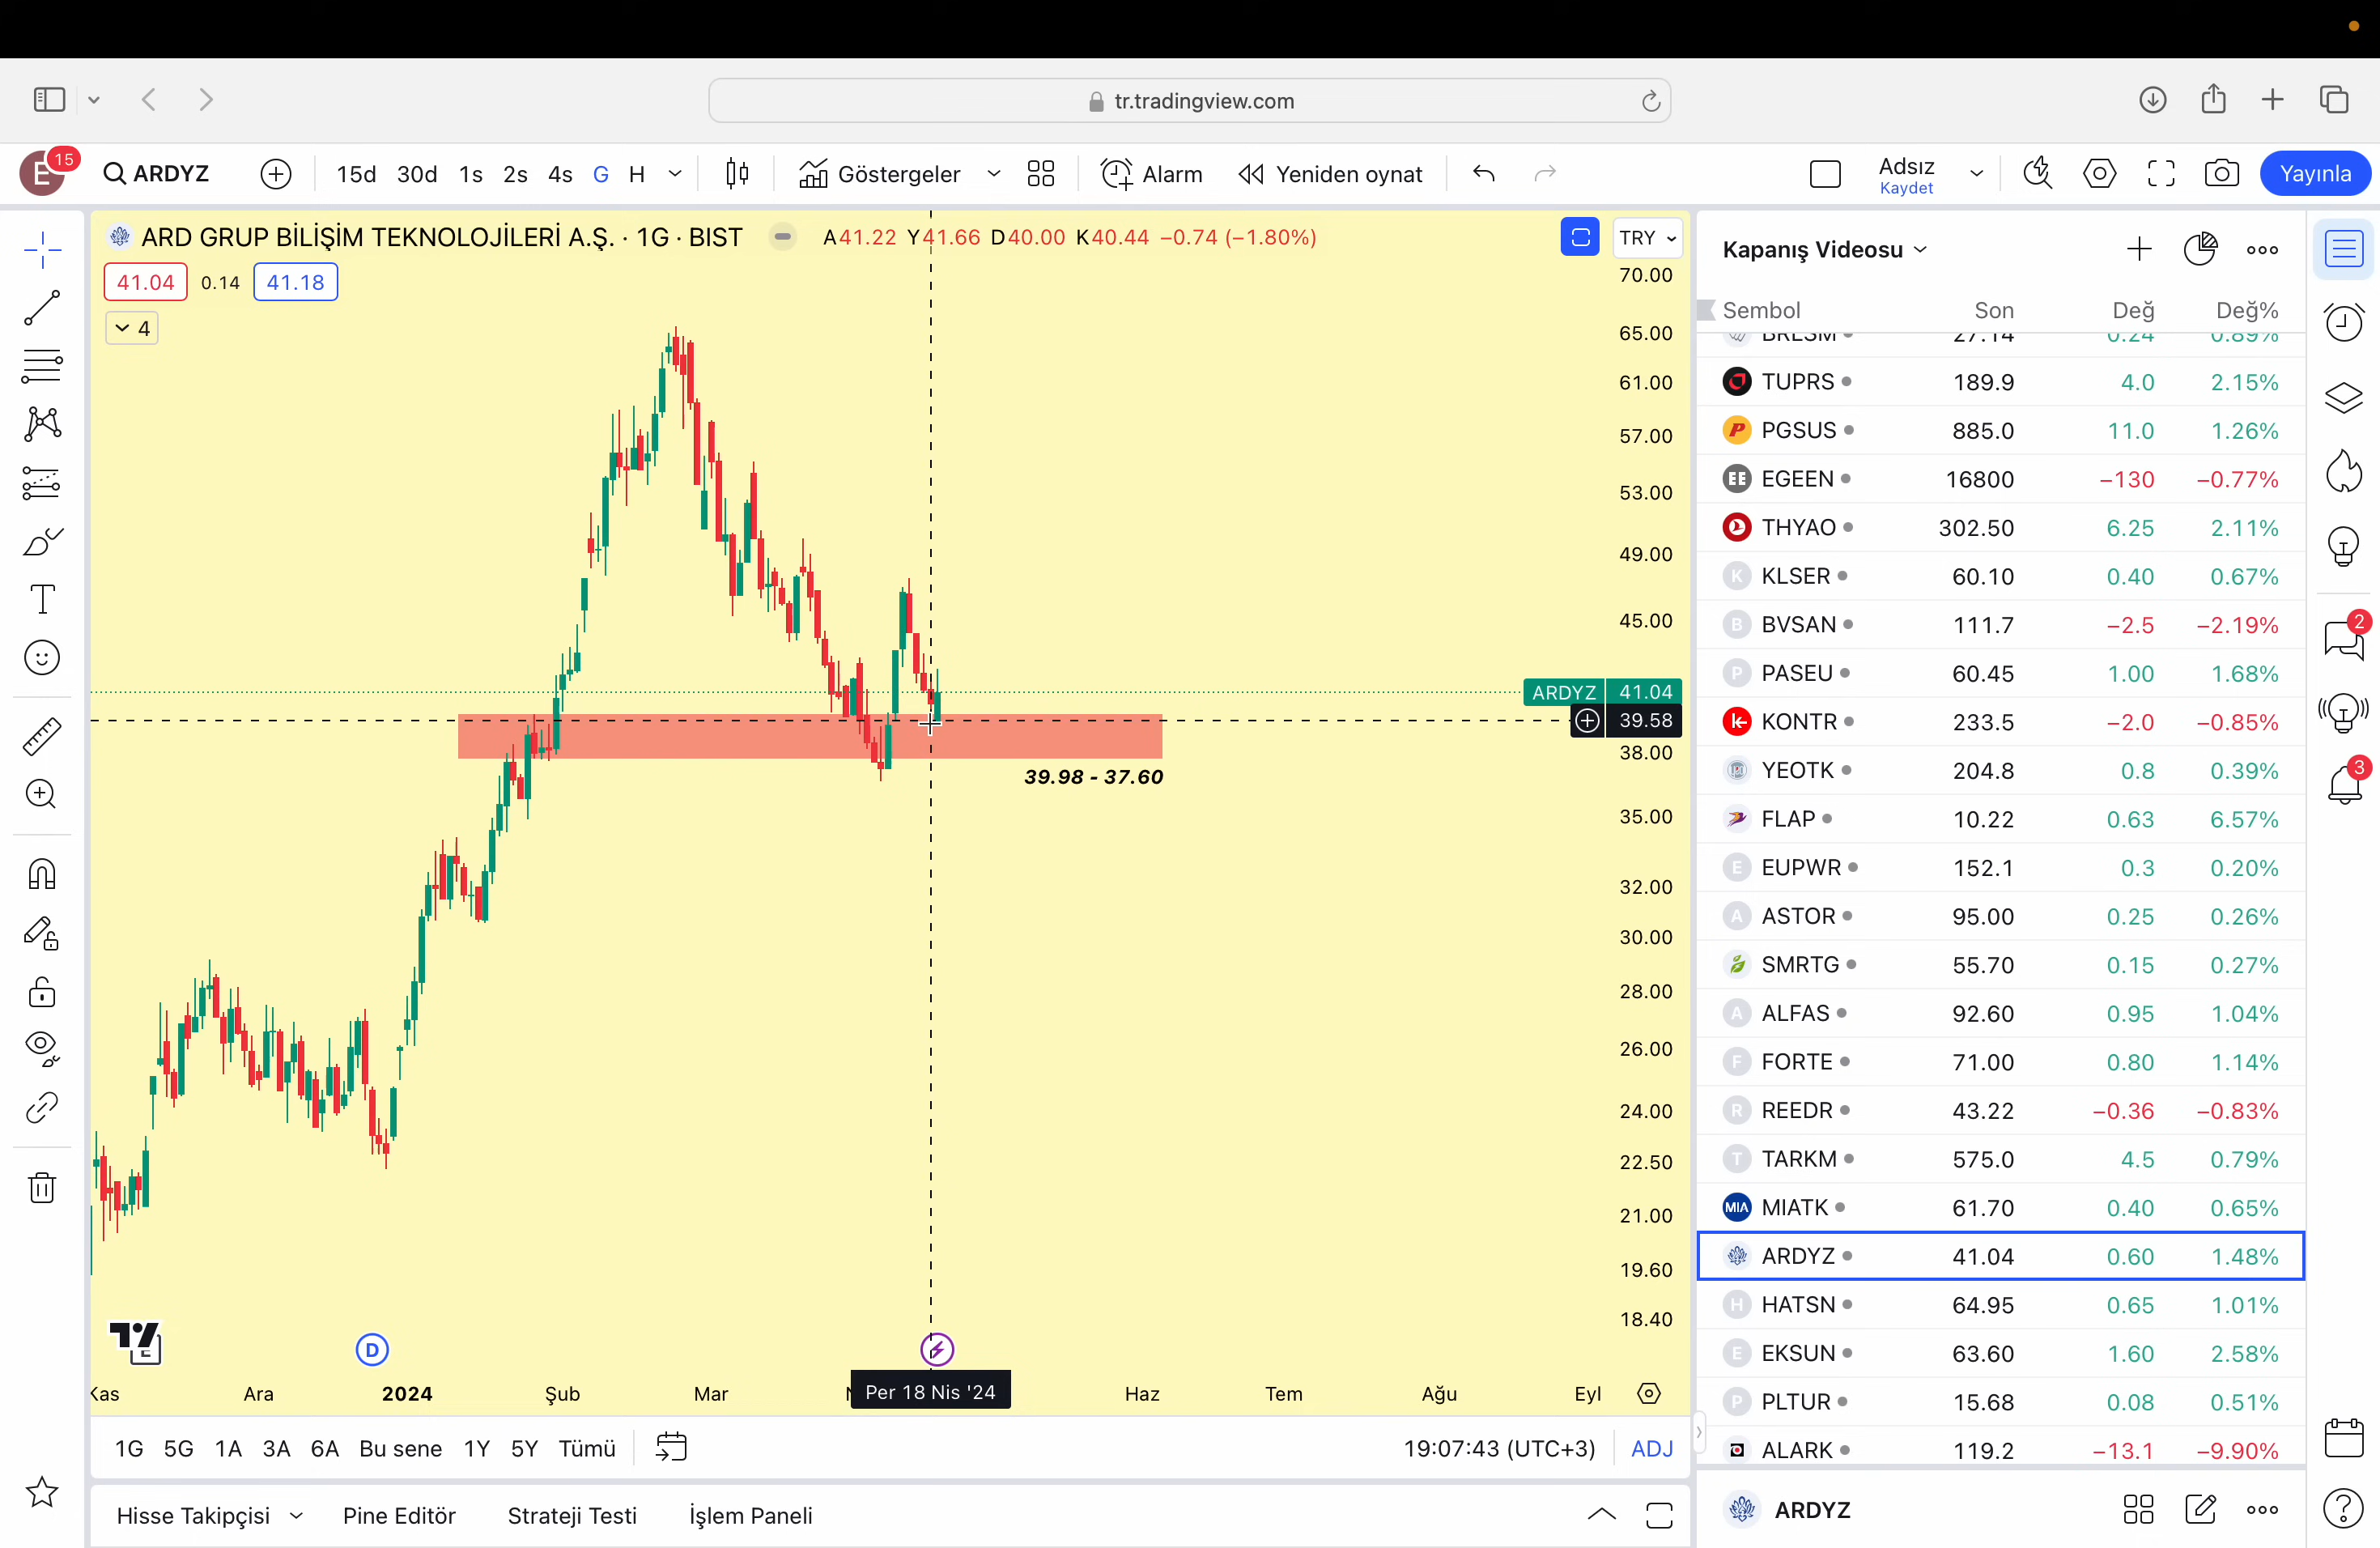 tr.tradingview.com
E 15 ARDYZ 15d 30d 1s 2s 4s G H Göstergeler Alarm Yeniden oynat Adsız Kaydet Yayınla
ARD GRUP BİLİŞİM TEKNOLOJİLERİ A.Ş. · 1G · BIST A41.22 Y41.66 D40.00 K40.44 −0.74 (−1.80%) TRY
41.04 0.14 41.18
4
70.00
65.00
61.00
57.00
53.00
49.00
45.00
ARDYZ 41.04
39.58
38.00
39.98 - 37.60
35.00
32.00
30.00
28.00
26.00
24.00
22.50
21.00
19.60
18.40
D
Kas Ara 2024 Şub Mar Per 18 Nis '24 Haz Tem Ağu Eyl
1G 5G 1A 3A 6A Bu sene 1Y 5Y Tümü 19:07:43 (UTC+3) ADJ
Hisse Takipçisi Pine Editör Strateji Testi İşlem Paneli
Kapanış Videosu
Sembol Son Değ Değ%
BRLSM 27.14 0.24 0.89%
TUPRS 189.9 4.0 2.15%
P PGSUS 885.0 11.0 1.26%
EE EGEEN 16800 −130 −0.77%
THYAO 302.50 6.25 2.11%
K KLSER 60.10 0.40 0.67%
B BVSAN 111.7 −2.5 −2.19%
P PASEU 60.45 1.00 1.68%
KONTR 233.5 −2.0 −0.85%
YEOTK 204.8 0.8 0.39%
FLAP 10.22 0.63 6.57%
E EUPWR 152.1 0.3 0.20%
A ASTOR 95.00 0.25 0.26%
SMRTG 55.70 0.15 0.27%
A ALFAS 92.60 0.95 1.04%
F FORTE 71.00 0.80 1.14%
R REEDR 43.22 −0.36 −0.83%
T TARKM 575.0 4.5 0.79%
MIA MIATK 61.70 0.40 0.65%
ARDYZ 41.04 0.60 1.48%
H HATSN 64.95 0.65 1.01%
E EKSUN 63.60 1.60 2.58%
P PLTUR 15.68 0.08 0.51%
ALARK 119.2 −13.1 −9.90%
ARDYZ
2
3